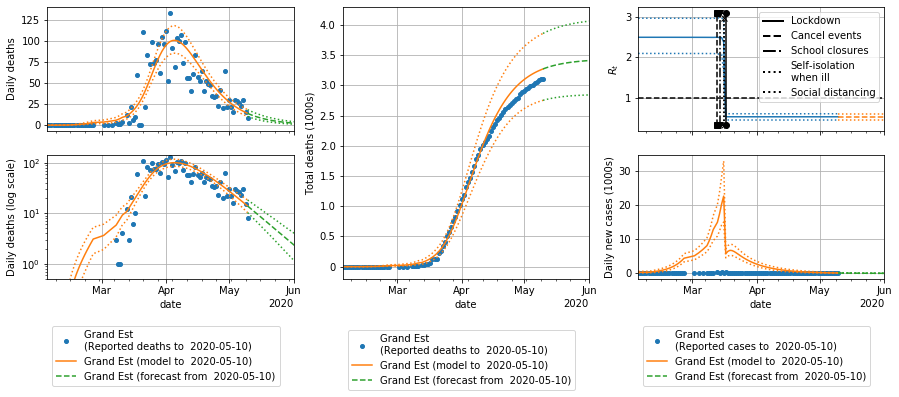 Daily deaths
125
100
75
50
25
0
Daily deaths (log scale)
10²
10¹
10⁰
Mar
Apr
May
Jun
date
2020
Grand Est
(Reported deaths to 2020-05-10)
Grand Est (model to 2020-05-10)
Grand Est (forecast from 2020-05-10)
Total deaths (1000s)
4.0
3.5
3.0
2.5
2.0
1.5
1.0
0.5
0
Mar
Apr
May
Jun
date
2020
Grand Est
(Reported deaths to 2020-05-10)
Grand Est (model to 2020-05-10)
Grand Est (forecast from 2020-05-10)
Rₜ
3
2
1
Lockdown
Cancel events
School closures
Self-isolation
when ill
Social distancing
Daily new cases (1000s)
30
20
10
0
Mar
Apr
May
Jun
date
2020
Grand Est
(Reported cases to 2020-05-10)
Grand Est (model to 2020-05-10)
Grand Est (forecast from 2020-05-10)